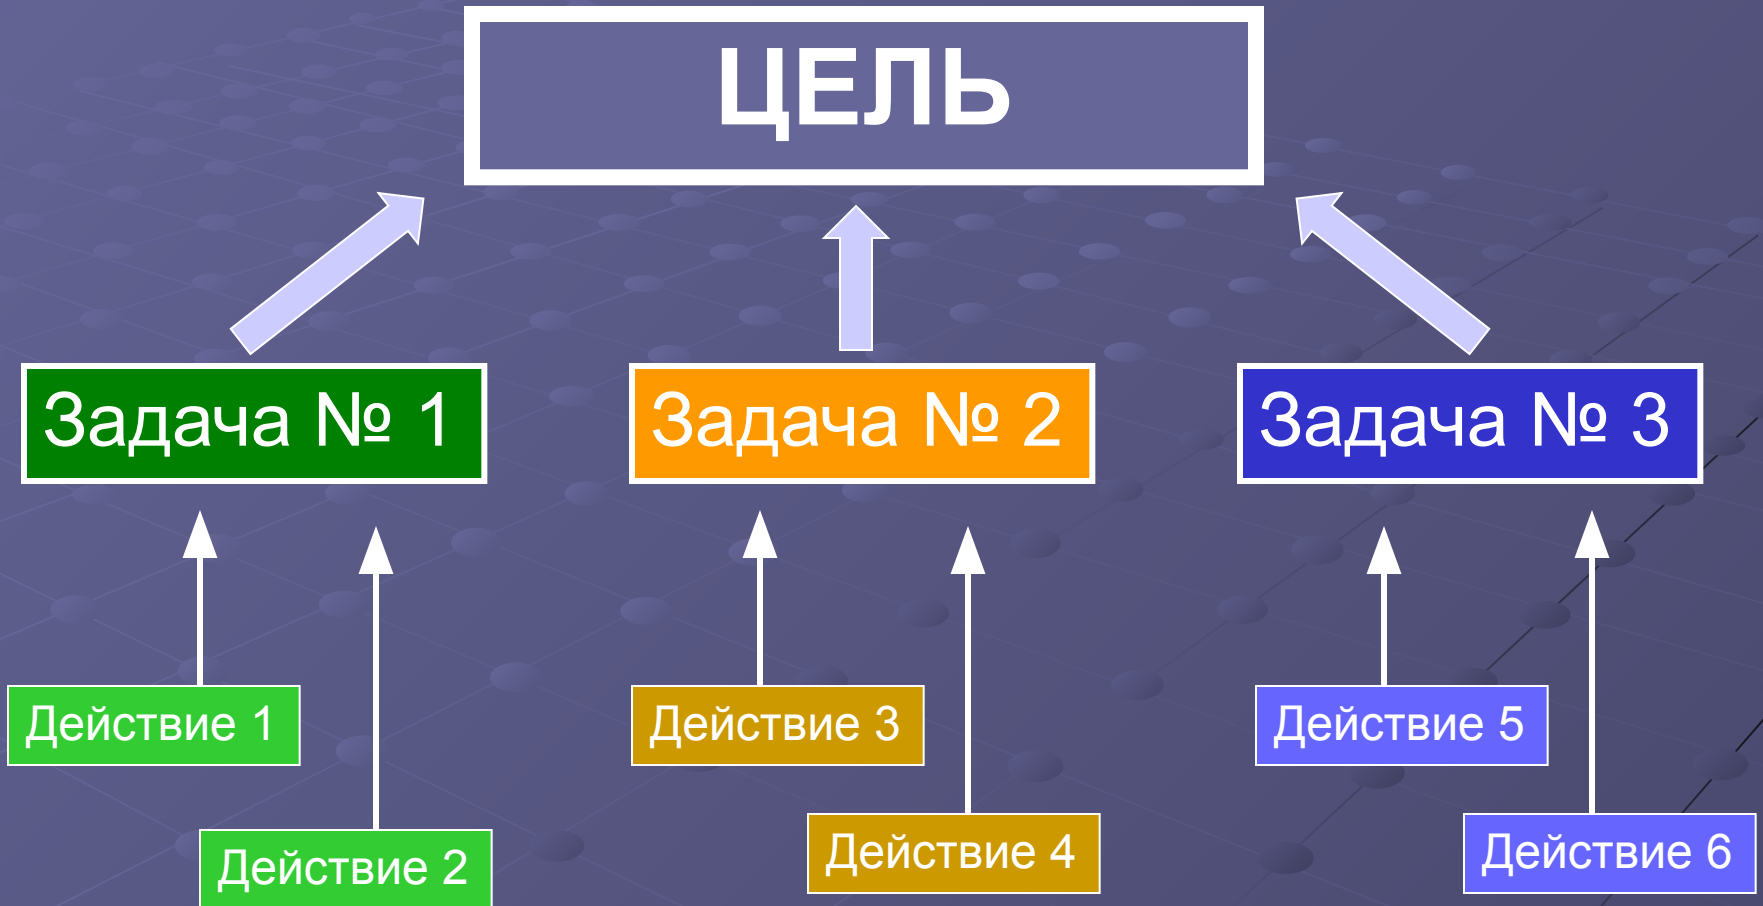 ЦЕЛЬ
Задача № 1
Задача № 2
Задача № 3
Действие 1
Действие 3
Действие 5
Действие 2
Действие 4
Действие 6